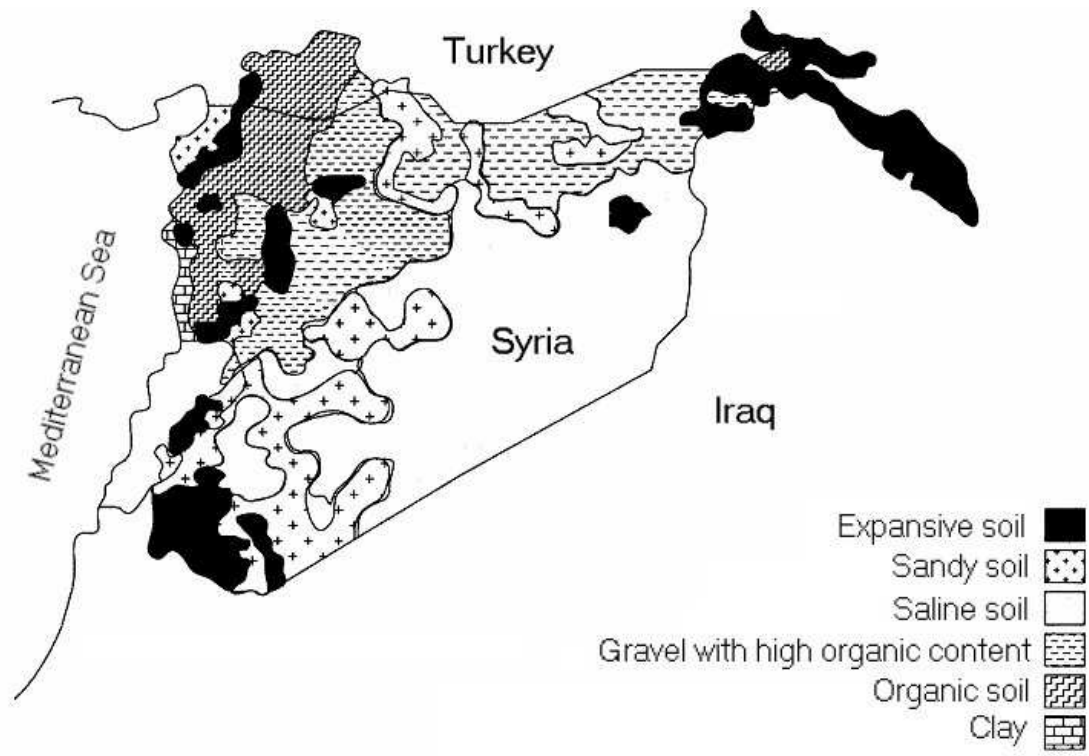 Turkey
Mediterranean Sea
Syria
Iraq
Expansive soil
Sandy soil
Saline soil
Gravel with high organic content
Organic soil
Clay